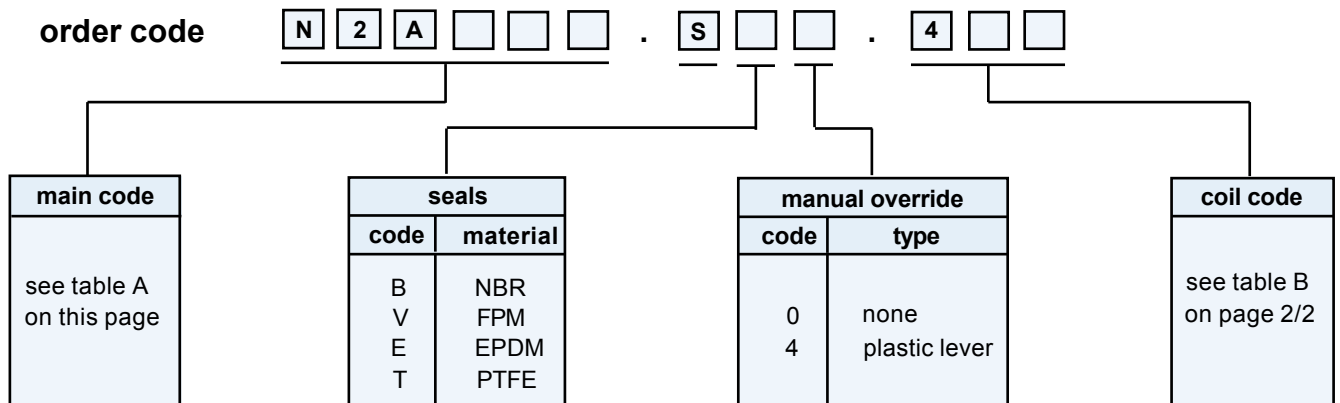 order code N 2 A . S . 4
main code
see table A
on this page
seals
code material
B NBR
V FPM
E EPDM
T PTFE
manual override
code type
0 none
4 plastic lever
coil code
see table B
on page 2/2